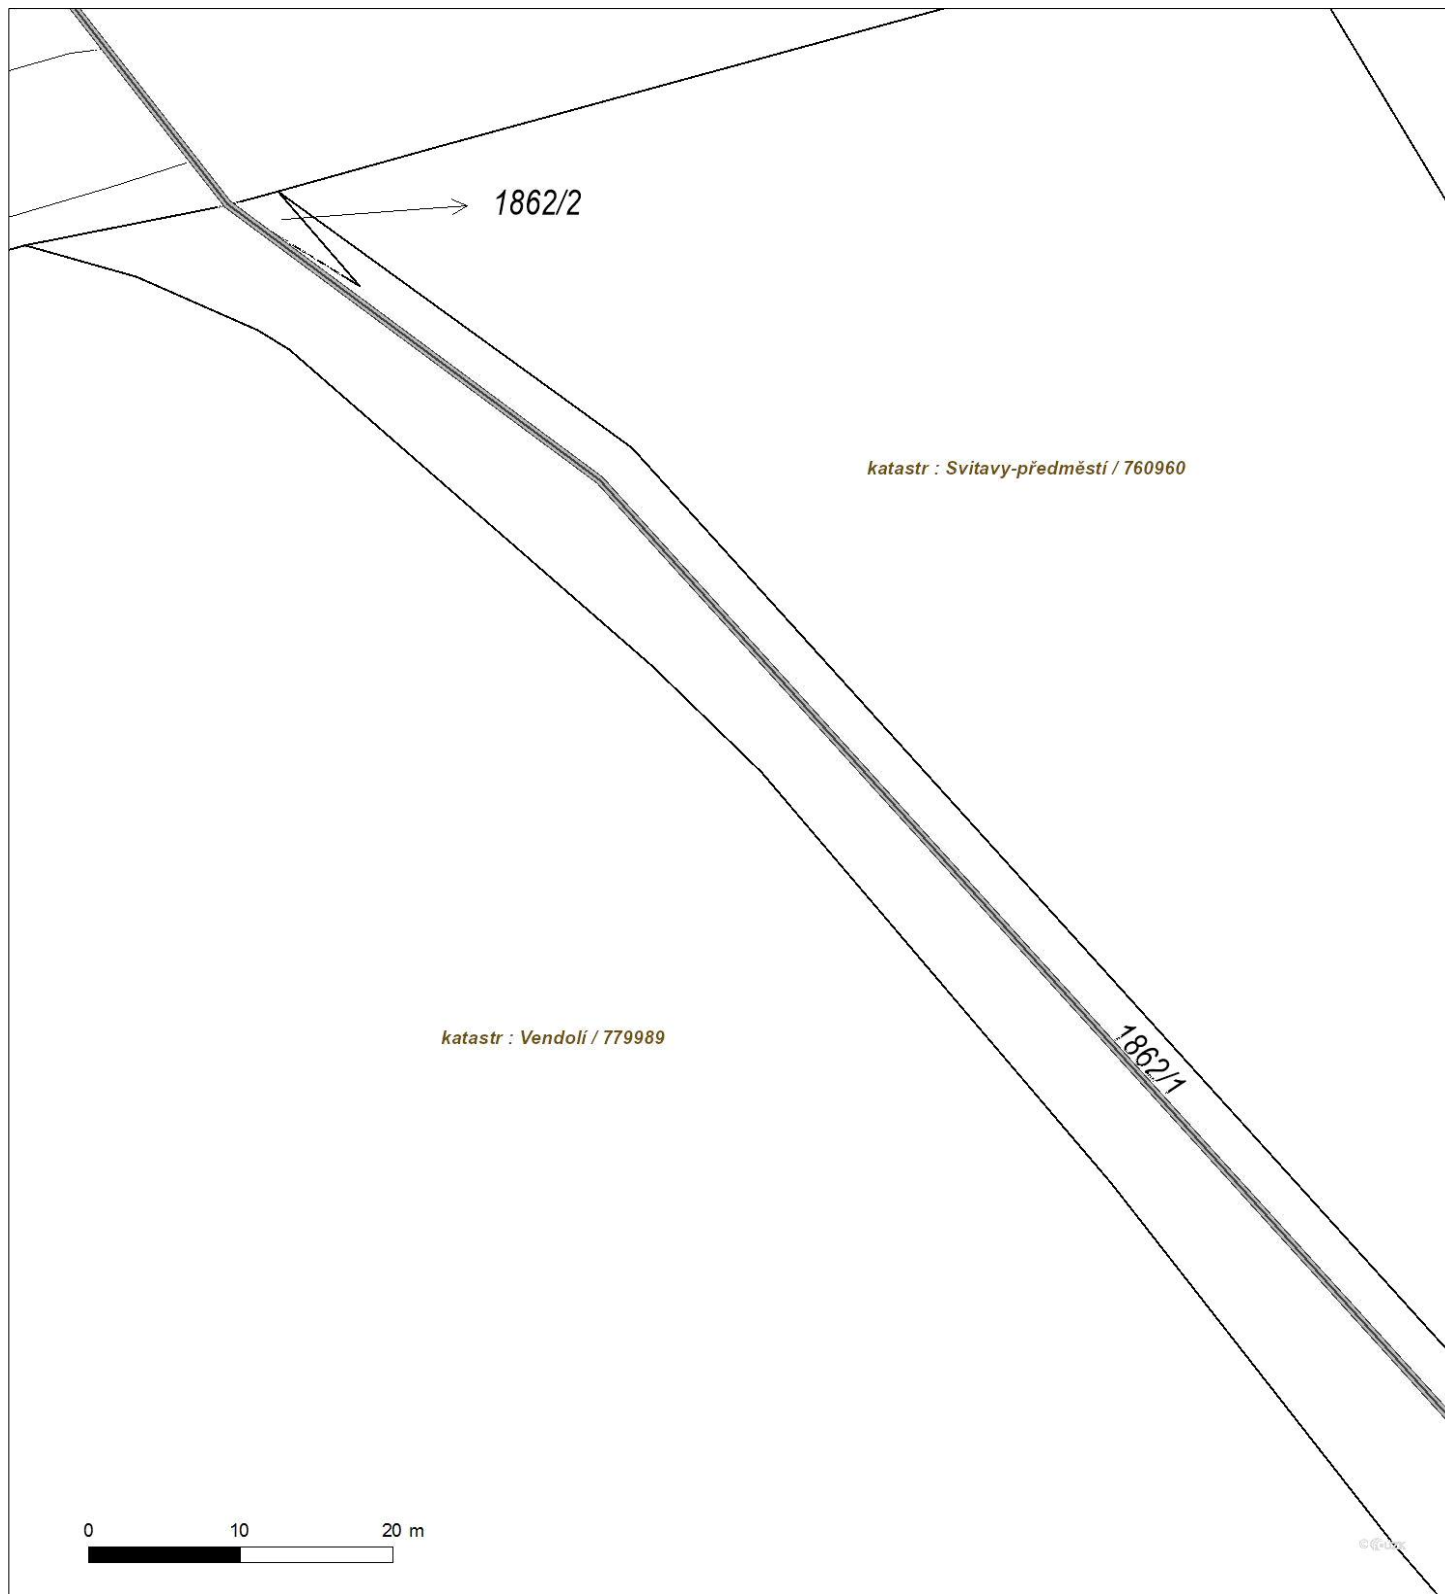 1862/2
katastr : Svitavy-předměstí / 760960
katastr : Vendolí / 779989
1862/1
0 10 20 m